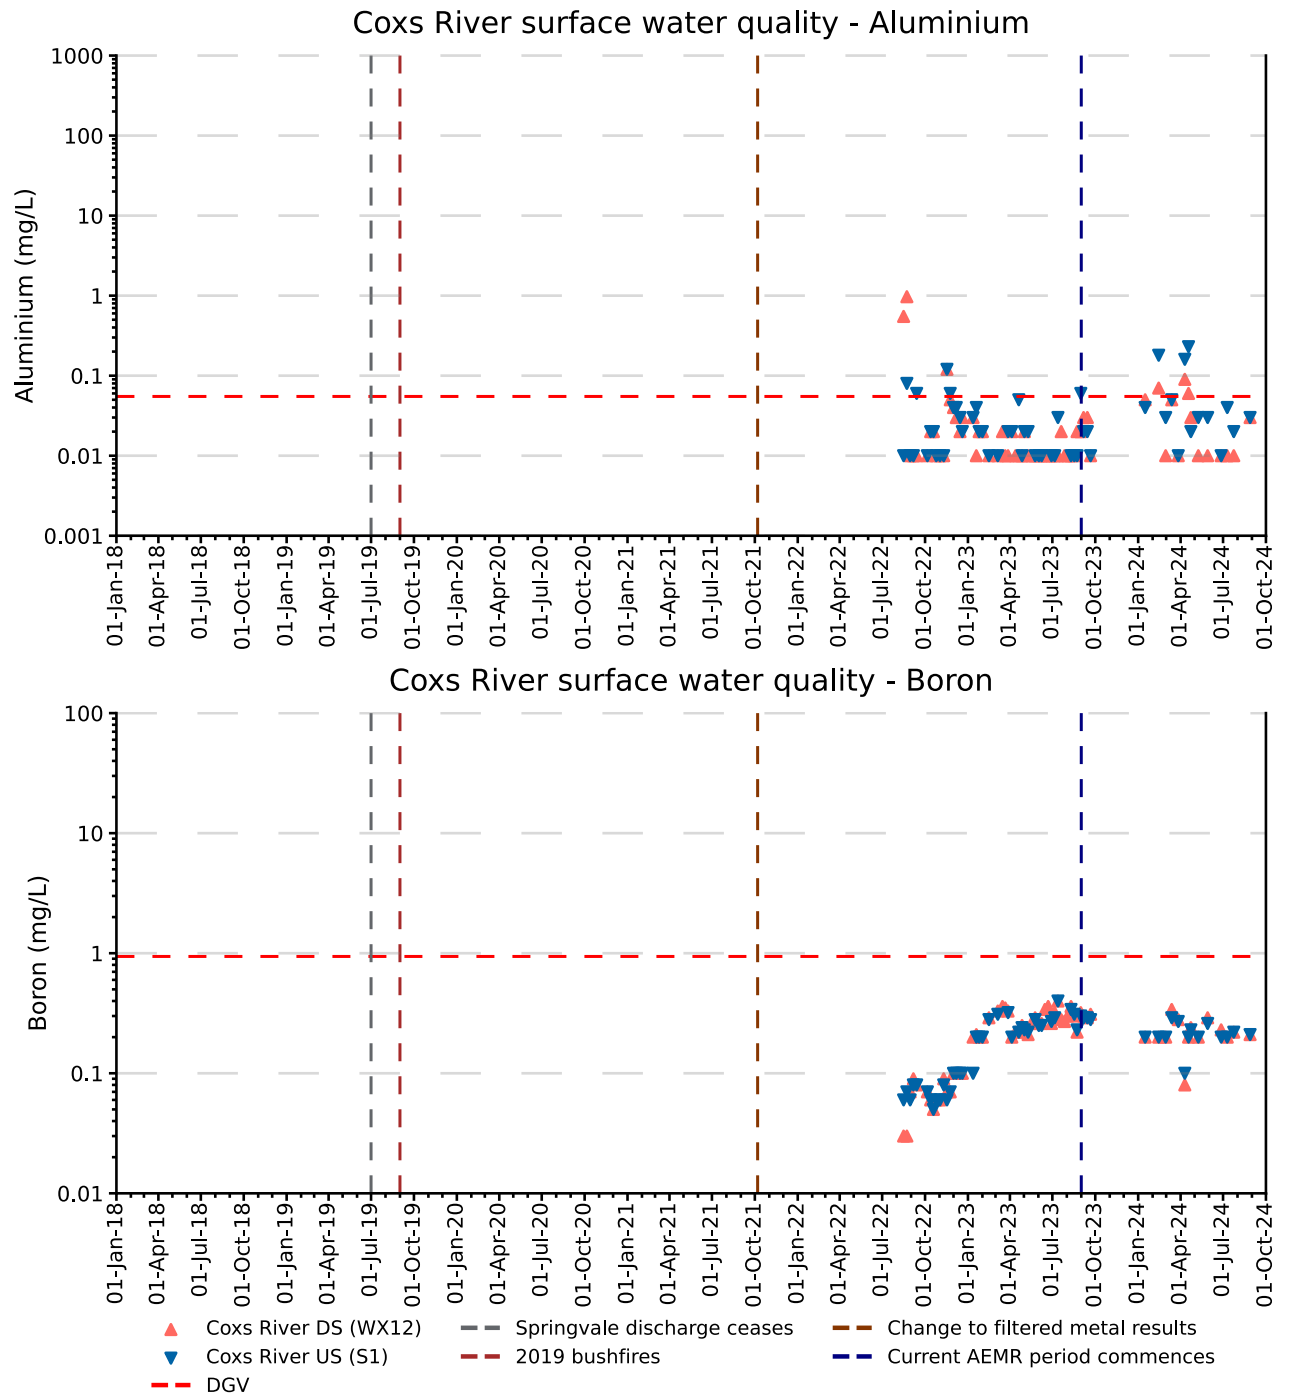 Coxs River surface water quality - Aluminium
Aluminium (mg/L)
1000
100
10
1
0.1
0.01
0.001
01-Jan-18
01-Apr-18
01-Jul-18
01-Oct-18
01-Jan-19
01-Apr-19
01-Jul-19
01-Oct-19
01-Jan-20
01-Apr-20
01-Jul-20
01-Oct-20
01-Jan-21
01-Apr-21
01-Jul-21
01-Oct-21
01-Jan-22
01-Apr-22
01-Jul-22
01-Oct-22
01-Jan-23
01-Apr-23
01-Jul-23
01-Oct-23
01-Jan-24
01-Apr-24
01-Jul-24
01-Oct-24
Coxs River surface water quality - Boron
Boron (mg/L)
100
10
1
0.1
0.01
01-Jan-18
01-Apr-18
01-Jul-18
01-Oct-18
01-Jan-19
01-Apr-19
01-Jul-19
01-Oct-19
01-Jan-20
01-Apr-20
01-Jul-20
01-Oct-20
01-Jan-21
01-Apr-21
01-Jul-21
01-Oct-21
01-Jan-22
01-Apr-22
01-Jul-22
01-Oct-22
01-Jan-23
01-Apr-23
01-Jul-23
01-Oct-23
01-Jan-24
01-Apr-24
01-Jul-24
01-Oct-24
Coxs River DS (WX12)
Coxs River US (S1)
DGV
Springvale discharge ceases
2019 bushfires
Change to filtered metal results
Current AEMR period commences